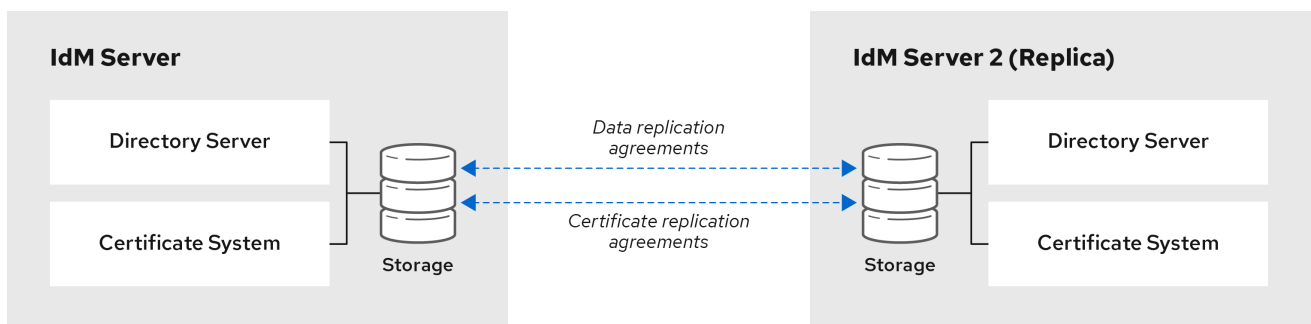 IdM Server
Directory Server
Certificate System
Storage
Data replication
agreements
Certificate replication
agreements
IdM Server 2 (Replica)
Storage
Directory Server
Certificate System